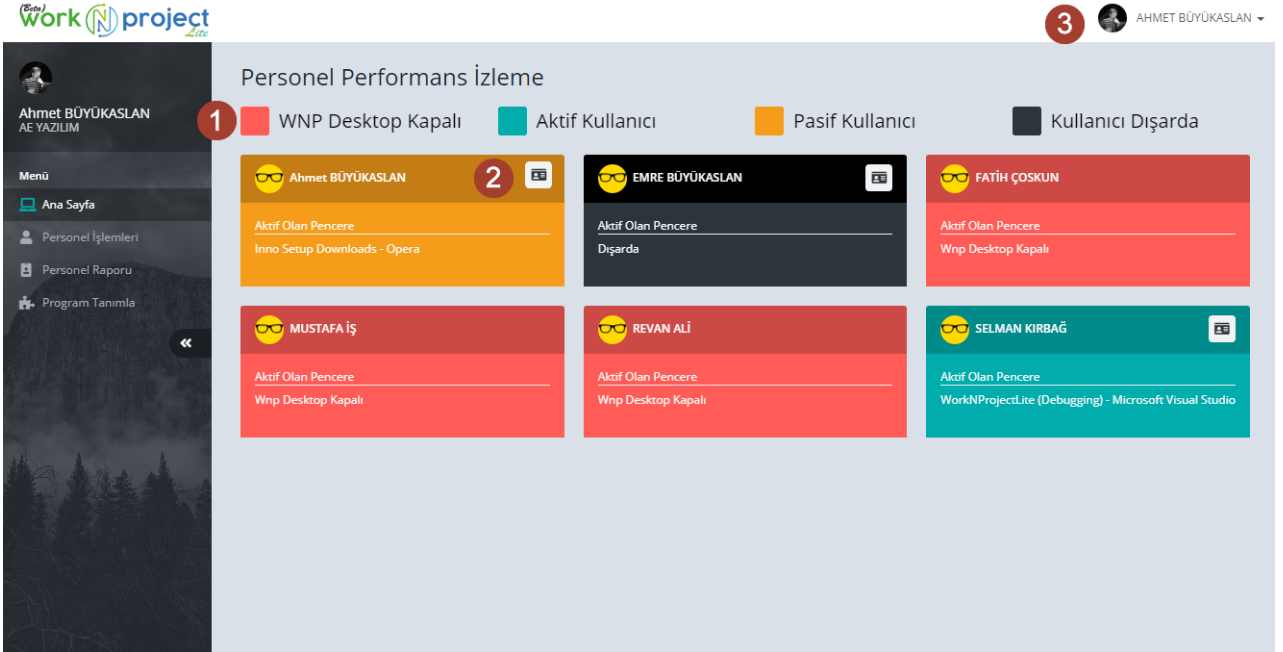 (Beta)
Work N project
Lite
3
AHMET BÜYÜKASLAN
Ahmet BÜYÜKASLAN
AE YAZILIM
Menü
Ana Sayfa
Personel İşlemleri
Personel Raporu
Program Tanımla
Personel Performans İzleme
1
WNP Desktop Kapalı
Aktif Kullanıcı
Pasif Kullanıcı
Kullanıcı Dışarda
Ahmet BÜYÜKASLAN
2
Aktif Olan Pencere
Inno Setup Downloads - Opera
EMRE BÜYÜKASLAN
Aktif Olan Pencere
Dışarda
FATİH ÇOSKUN
Aktif Olan Pencere
Wnp Desktop Kapalı
MUSTAFA İŞ
Aktif Olan Pencere
Wnp Desktop Kapalı
REVAN ALİ
Aktif Olan Pencere
Wnp Desktop Kapalı
SELMAN KIRBAĞ
Aktif Olan Pencere
WorkNProjectLite (Debugging) - Microsoft Visual Studio